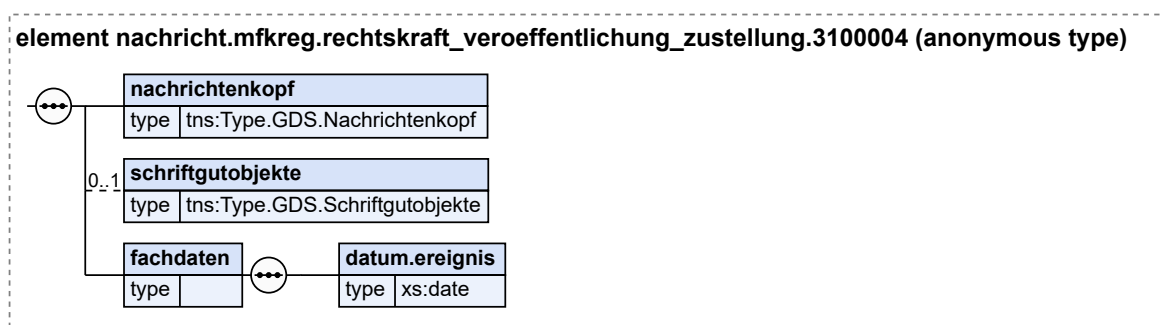 element nachricht.mfkreg.rechtskraft_veroeffentlichung_zustellung.3100004 (anonymous type)
nachrichtenkopf
type tns:Type.GDS.Nachrichtenkopf
0..1 schriftgutobjekte
type tns:Type.GDS.Schriftgutobjekte
fachdaten datum.ereignis
type type xs:date